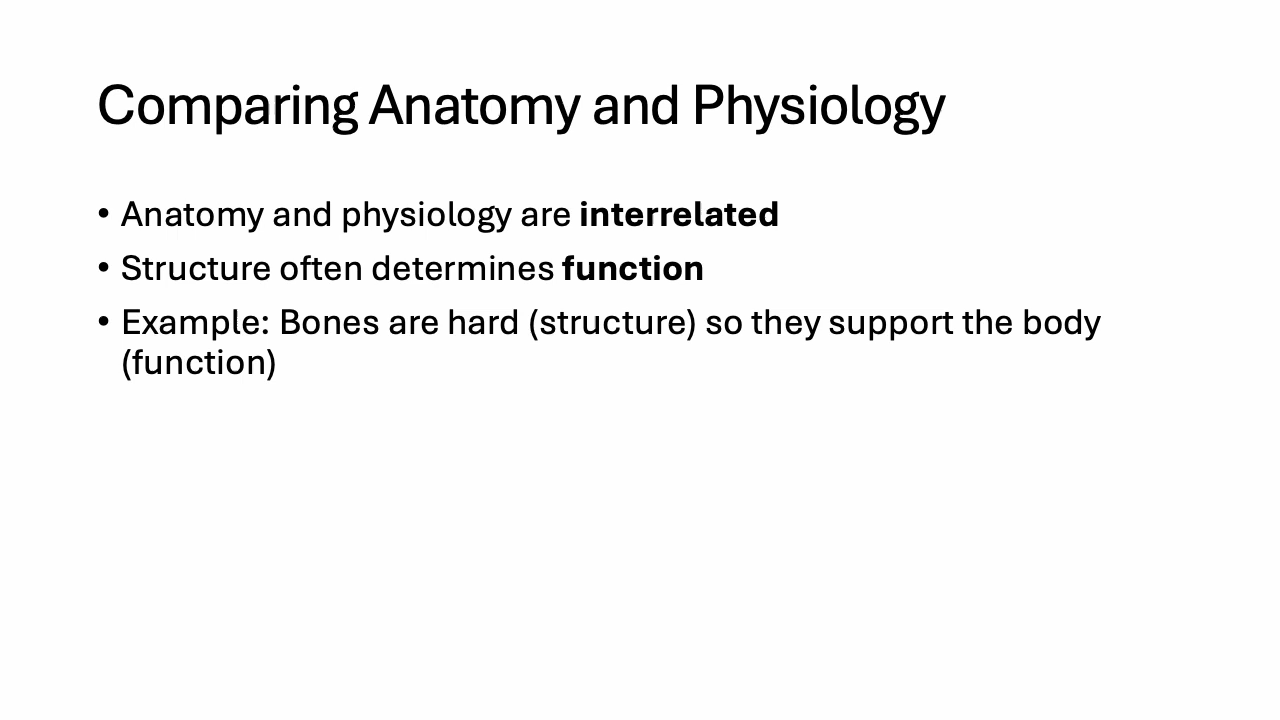 Comparing Anatomy and Physiology
• Anatomy and physiology are interrelated
• Structure often determines function
• Example: Bones are hard (structure) so they support the body
(function)